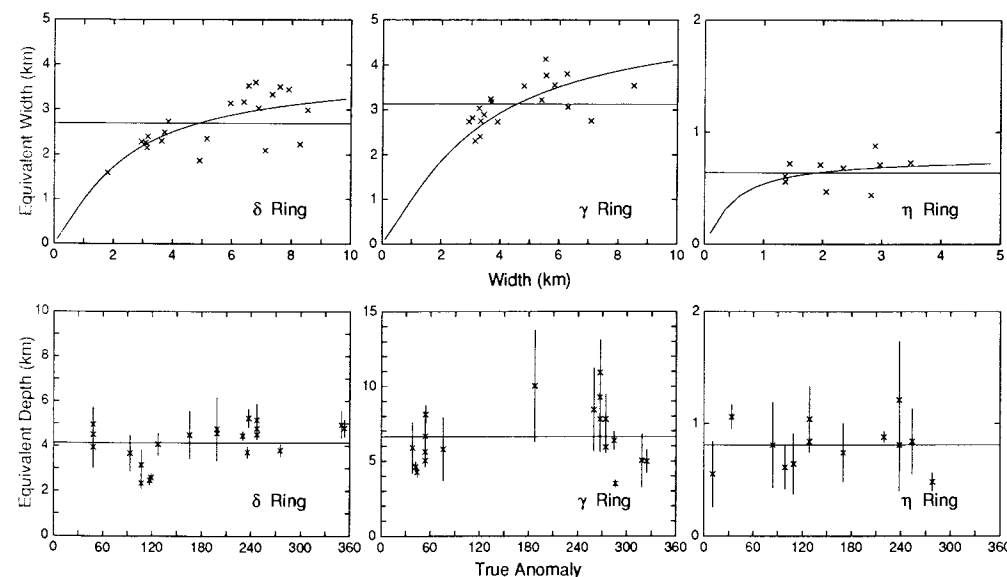 5
4
3
2
1
0
0 2 4 6 8 10
δ Ring
5
4
3
2
1
0
0 2 4 6 8 10
γ Ring
2
1
0
0 1 2 3 4 5
η Ring
Equivalent Width (km)
Width (km)
10
8
6
4
2
0
0 60 120 180 240 300 360
δ Ring
15
10
5
0
0 60 120 180 240 300 360
γ Ring
2
1
0
0 60 120 180 240 300 360
η Ring
Equivalent Depth (km)
True Anomaly